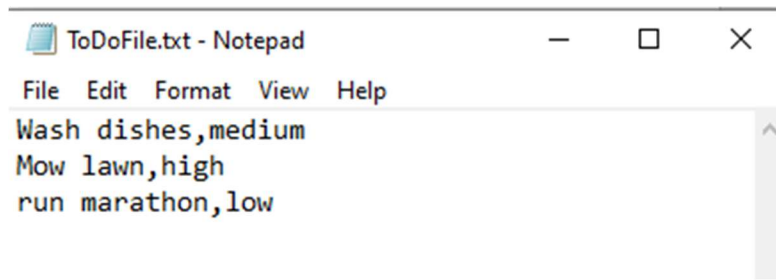 ToDoFile.txt - Notepad
File Edit Format View Help
Wash dishes,medium
Mow lawn,high
run marathon,low